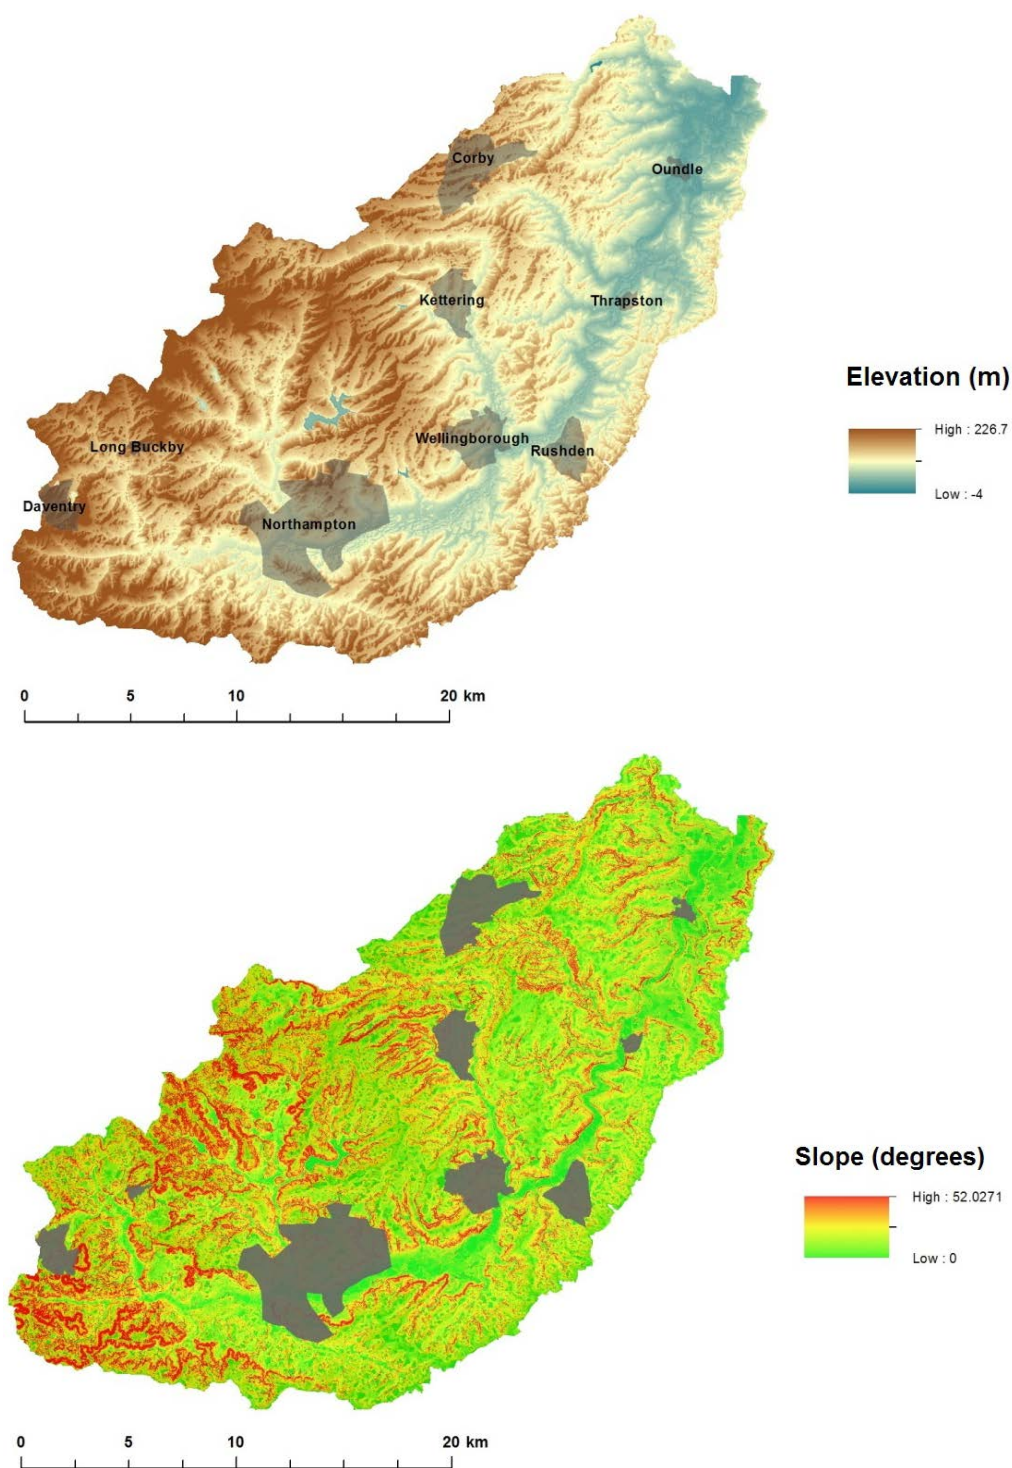 Corby
Oundle
Kettering
Thrapston
Elevation (m)
High : 226.7
Low : -4
Wellingborough
Rushden
Long Buckby
Daventry
Northampton
0 5 10 20 km
Slope (degrees)
High : 52.0271
Low : 0
0 5 10 20 km